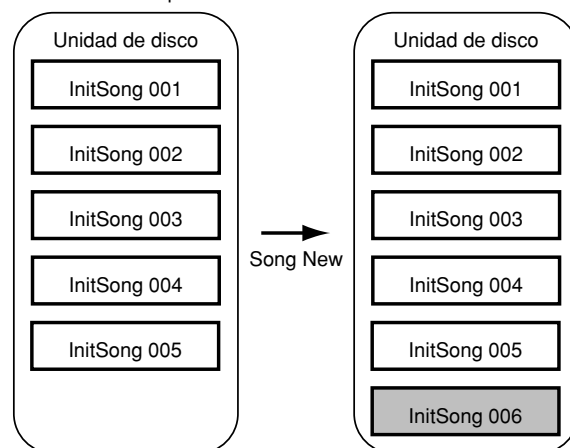 Unidad de disco
InitSong 001
InitSong 002
InitSong 003
InitSong 004
InitSong 005
Song New
Unidad de disco
InitSong 001
InitSong 002
InitSong 003
InitSong 004
InitSong 005
InitSong 006